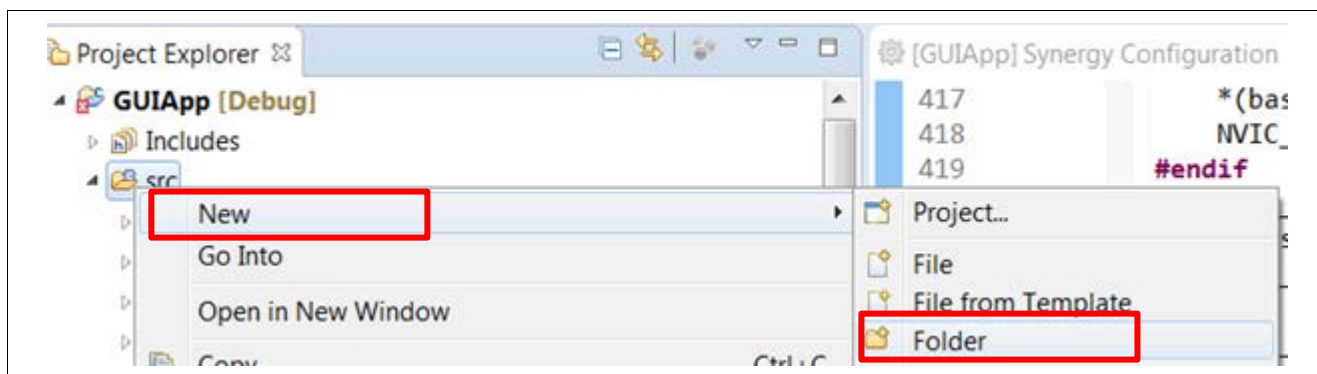 Project Explorer
[GUIApp] Synergy Configuration
GUIApp [Debug]
417 *(bas
Includes
418 NVIC_
src
419 #endif
New
Project...
Go Into
File
Open in New Window
File from Template
Folder
Copy Ctrl+C